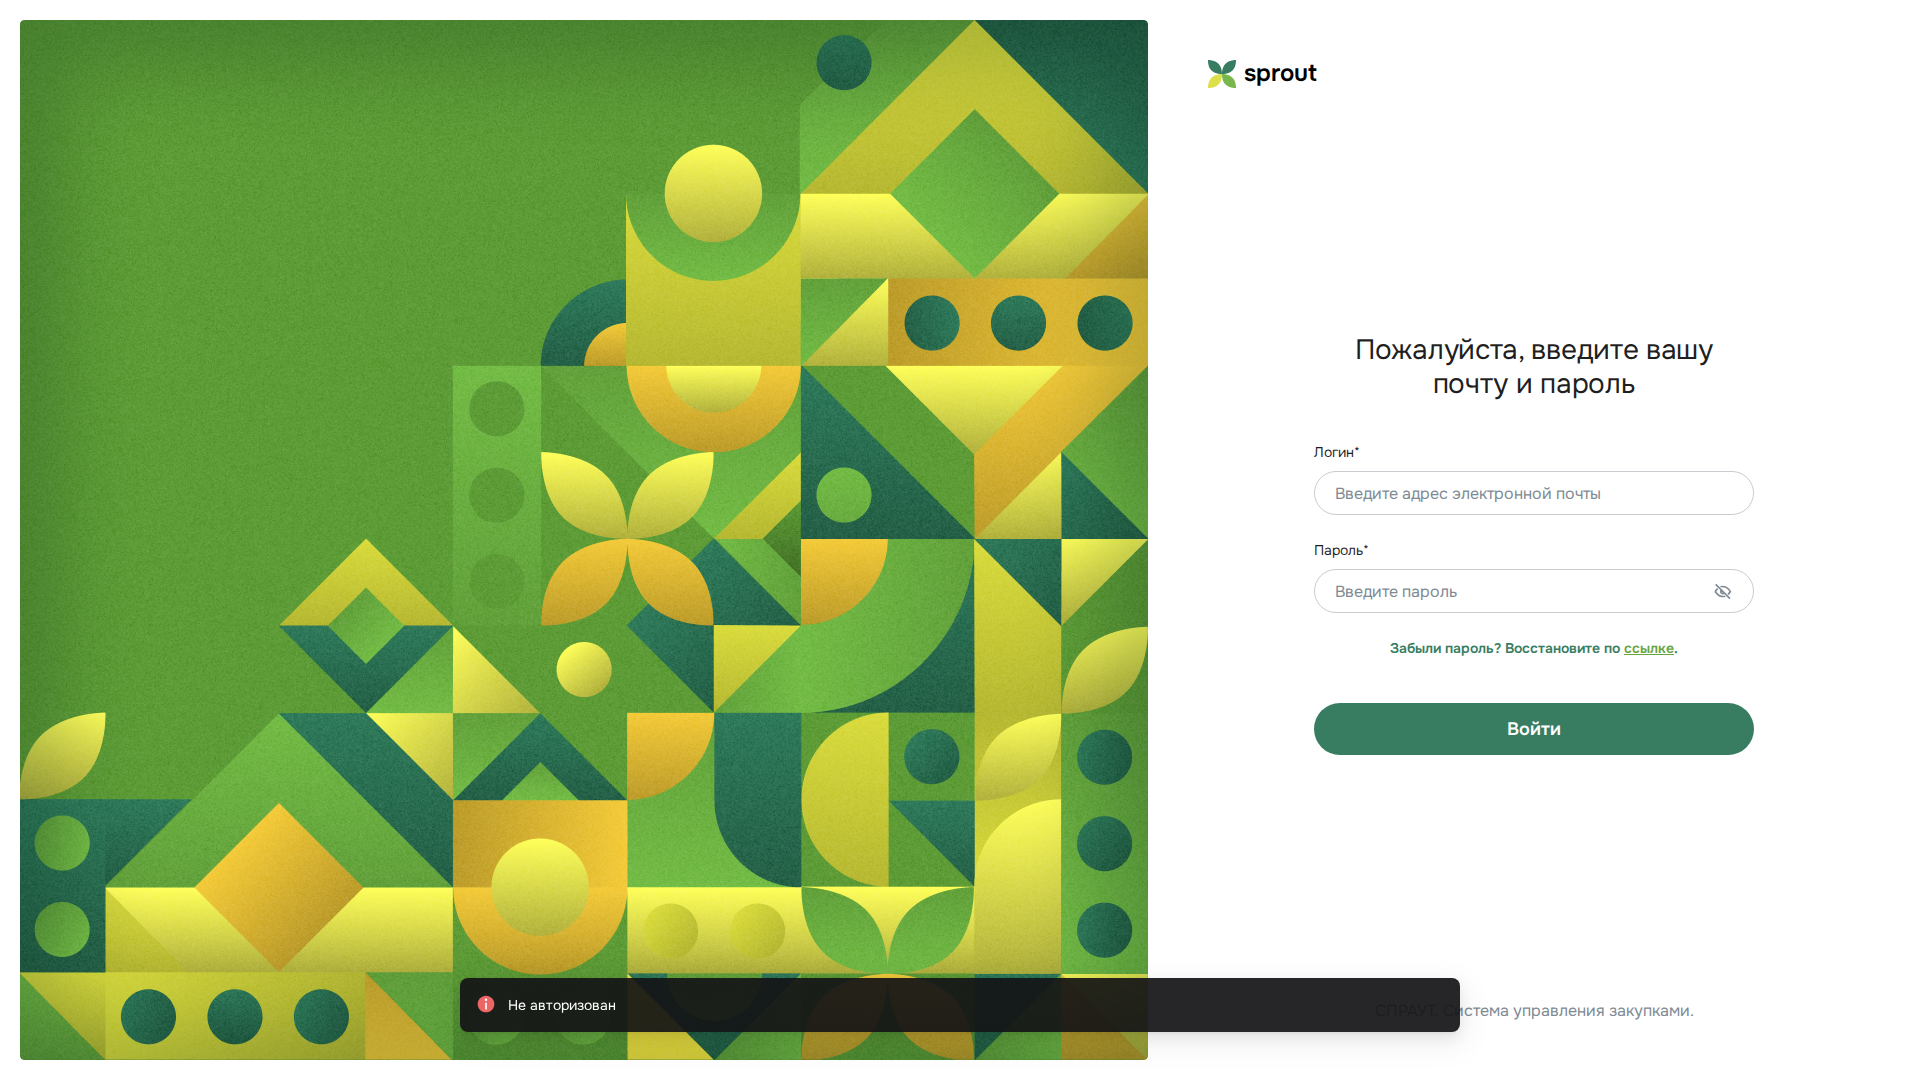 sprout
Пожалуйста, введите вашу
почту и пароль
Логин*
Введите адрес электронной почты
Пароль*
Введите пароль
Забыли пароль? Восстановите по ссылке.
Войти
Не авторизован
СПРАУТ. Система управления закупками.